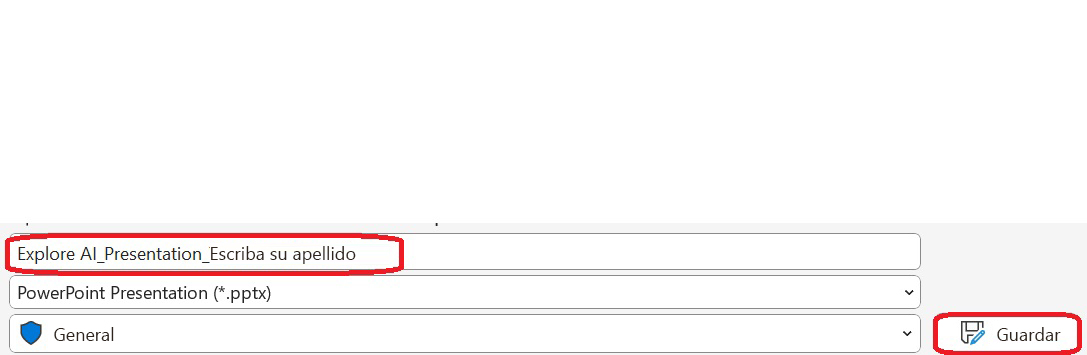 Explore AI_Presentation_Escriba su apellido
PowerPoint Presentation (*.pptx)
General
Guardar